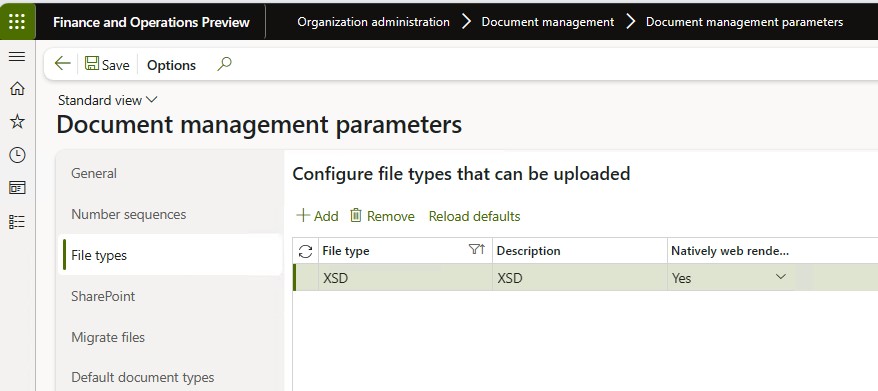 Finance and Operations Preview
Organization administration > Document management > Document management parameters
Save Options
Standard view
Document management parameters
General
Number sequences
File types
SharePoint
Migrate files
Default document types
Configure file types that can be uploaded
Add Remove Reload defaults
File type Description Natively web rende...
XSD XSD Yes